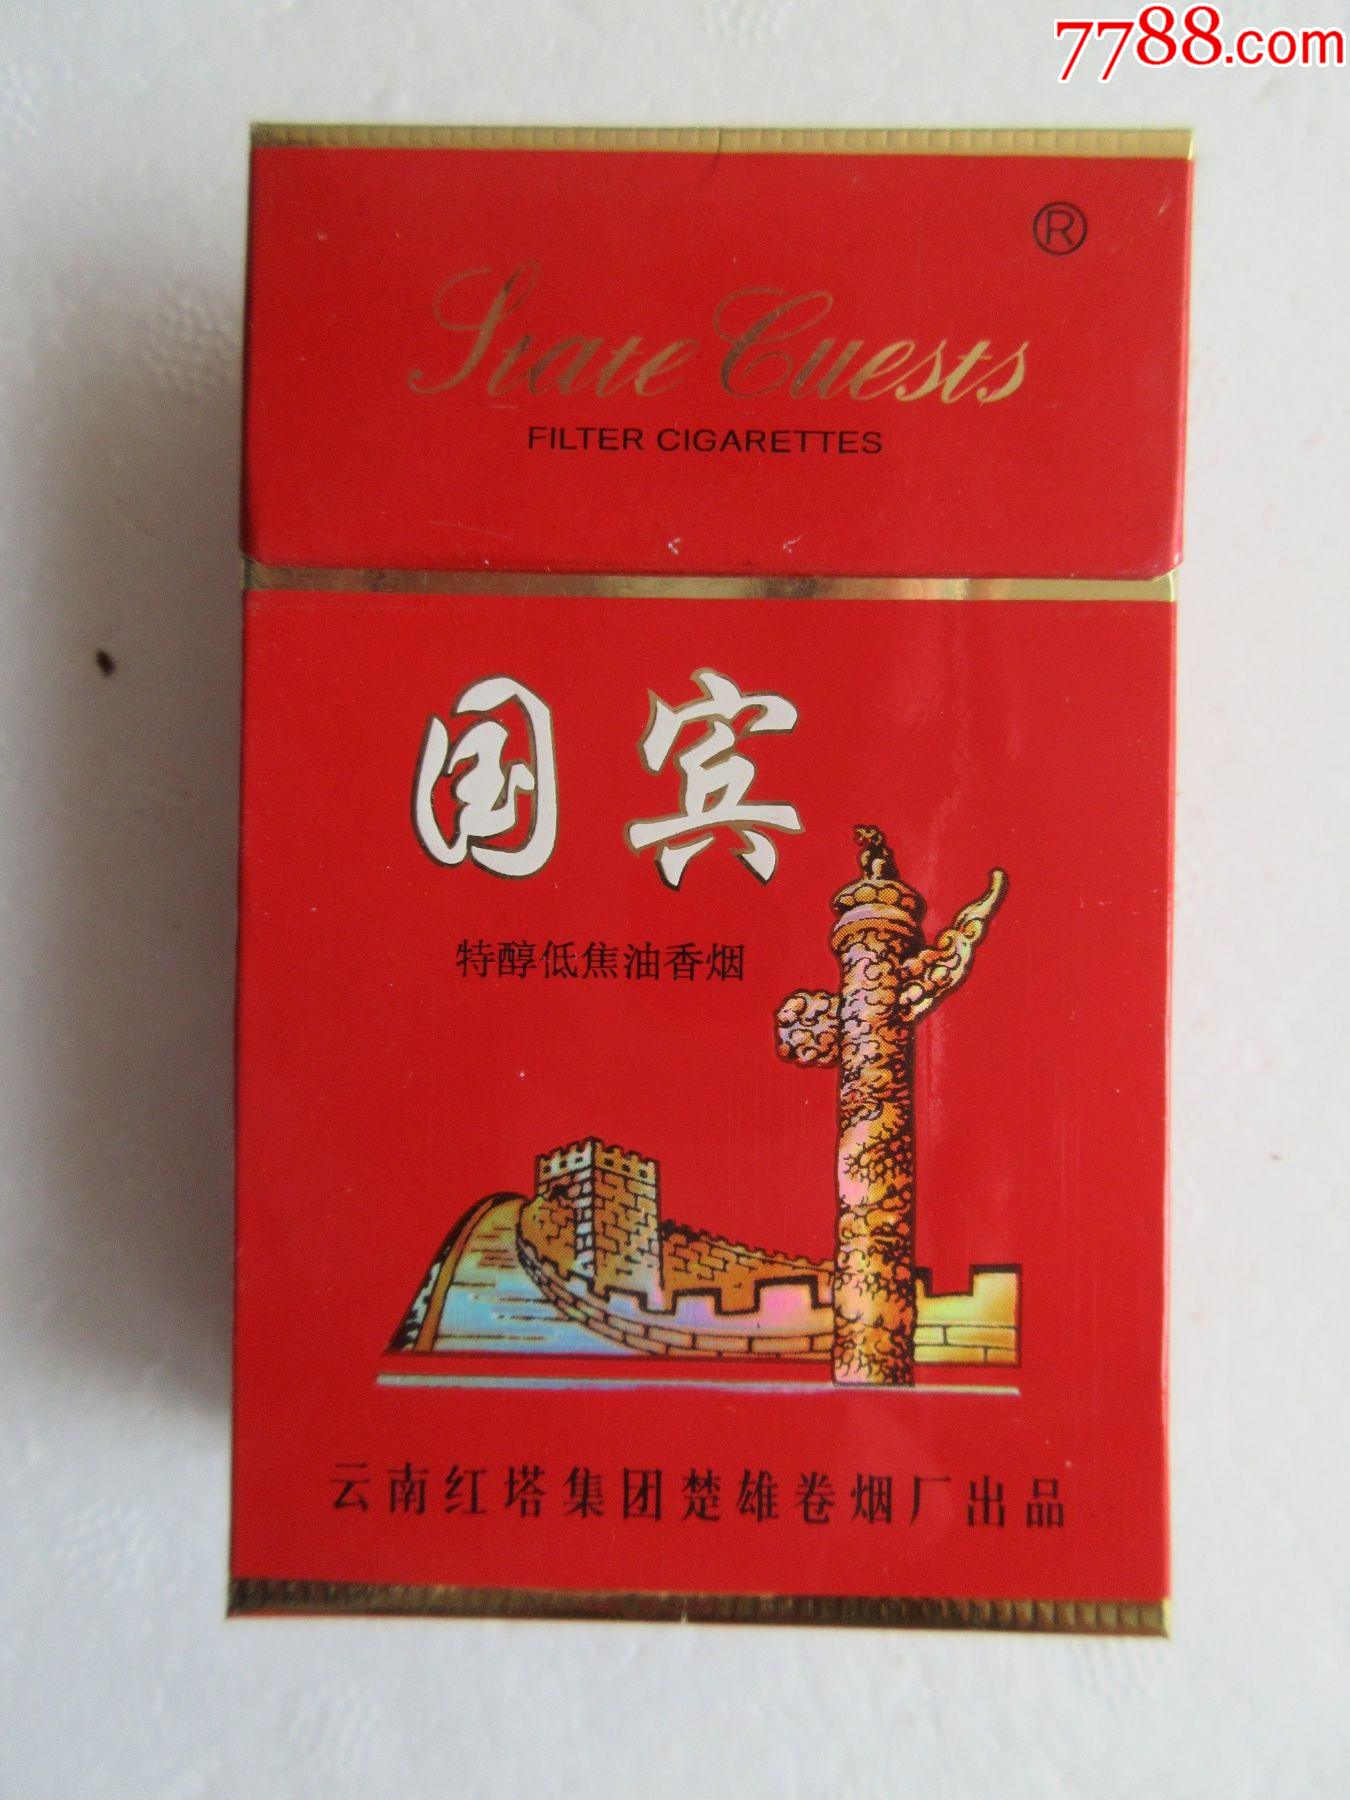 7788.com
®
State Guests
FILTER CIGARETTES
国宾
特醇低焦油香烟
云南红塔集团楚雄卷烟厂出品